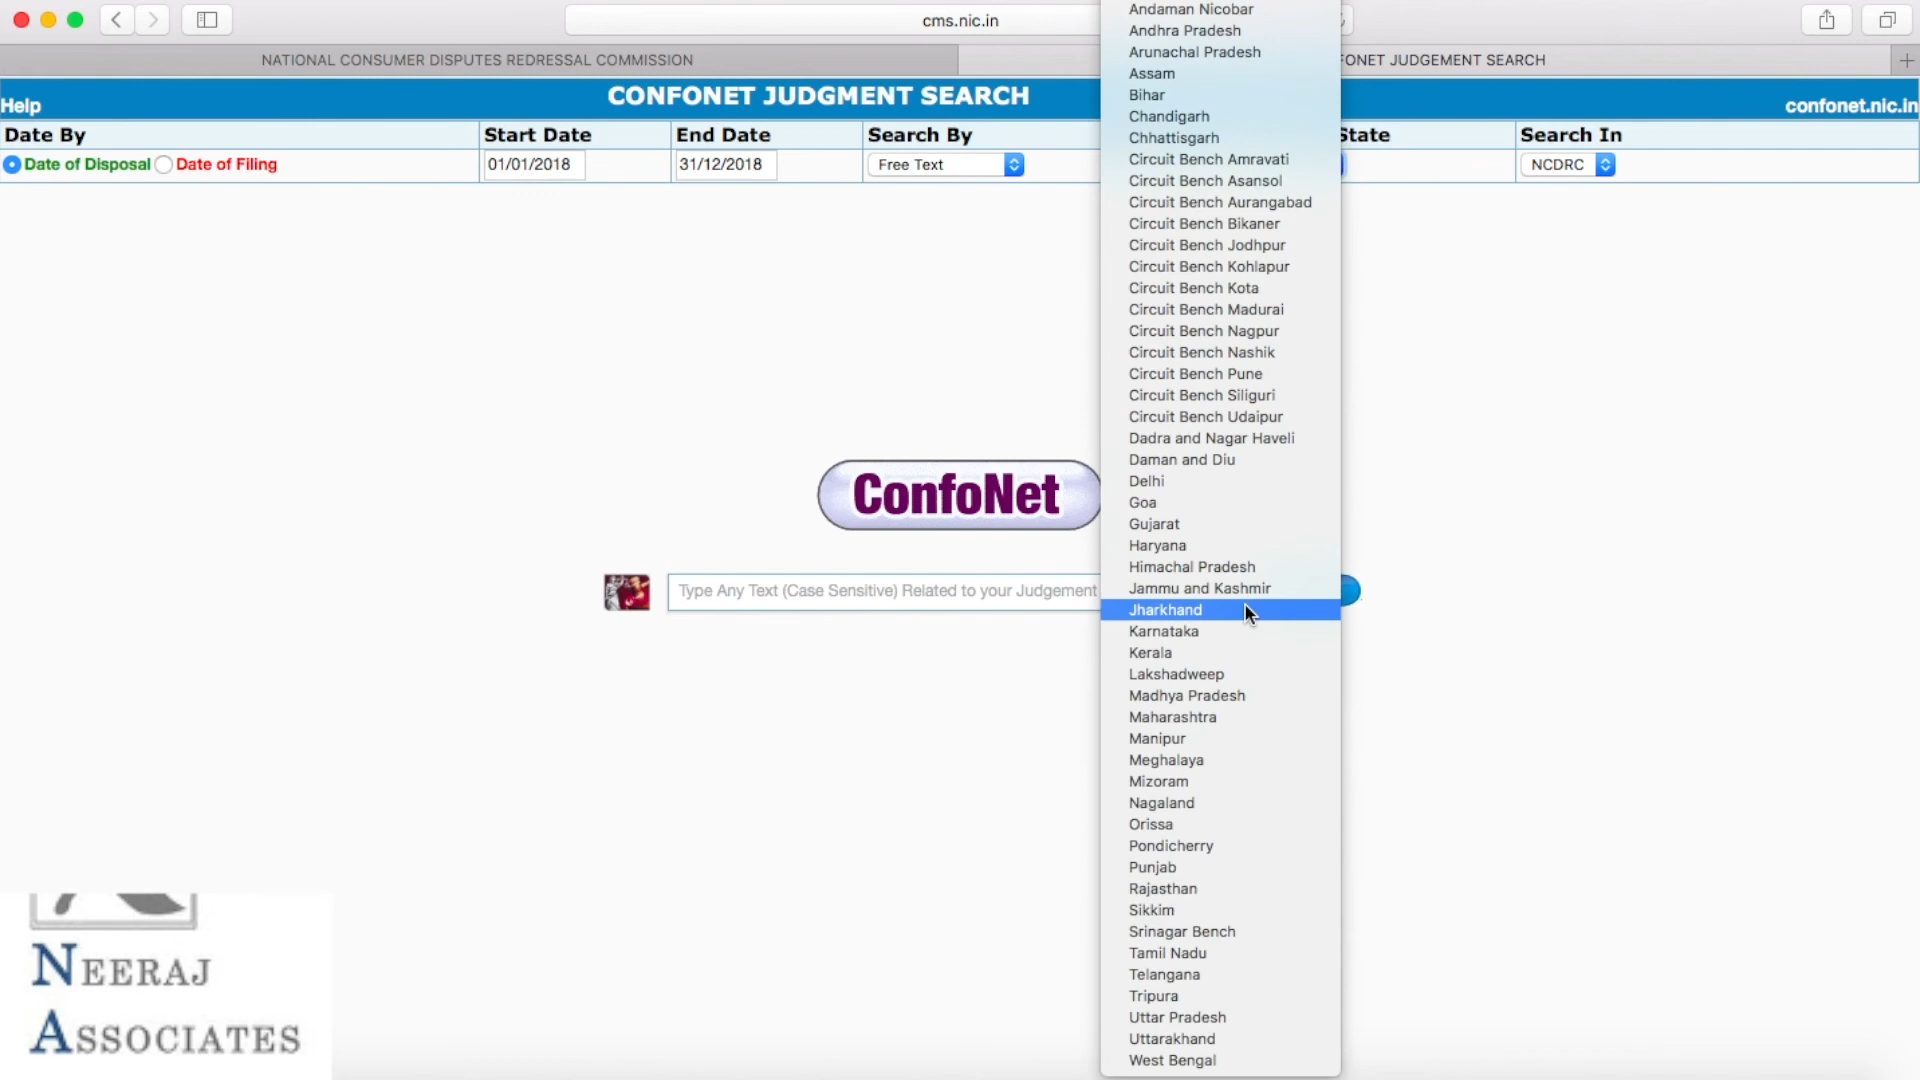 cms.nic.in
NATIONAL CONSUMER DISPUTES REDRESSAL COMMISSION
FONET JUDGEMENT SEARCH
Help
CONFONET JUDGMENT SEARCH
confonet.nic.in
Date By
Start Date
End Date
Search By
State
Search In
Date of Disposal
Date of Filing
01/01/2018
31/12/2018
Free Text
NCDRC
Andaman Nicobar
Andhra Pradesh
Arunachal Pradesh
Assam
Bihar
Chandigarh
Chhattisgarh
Circuit Bench Amravati
Circuit Bench Asansol
Circuit Bench Aurangabad
Circuit Bench Bikaner
Circuit Bench Jodhpur
Circuit Bench Kohlapur
Circuit Bench Kota
Circuit Bench Madurai
Circuit Bench Nagpur
Circuit Bench Nashik
Circuit Bench Pune
Circuit Bench Siliguri
Circuit Bench Udaipur
Dadra and Nagar Haveli
Daman and Diu
Delhi
Goa
Gujarat
Haryana
Himachal Pradesh
Jammu and Kashmir
Jharkhand
Karnataka
Kerala
Lakshadweep
Madhya Pradesh
Maharashtra
Manipur
Meghalaya
Mizoram
Nagaland
Orissa
Pondicherry
Punjab
Rajasthan
Sikkim
Srinagar Bench
Tamil Nadu
Telangana
Tripura
Uttar Pradesh
Uttarakhand
West Bengal
ConfoNet
Type Any Text (Case Sensitive) Related to your Judgement
NEERAJ
ASSOCIATES